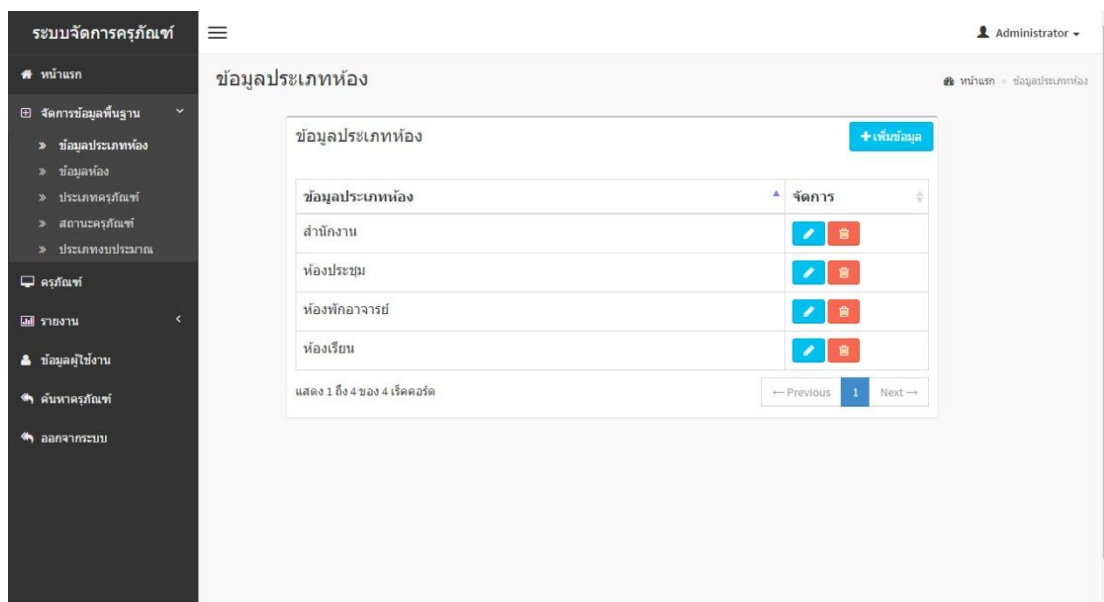 ระบบจัดการครุภัณฑ์
Administrator
หน้าแรก
จัดการข้อมูลพื้นฐาน
» ข้อมูลประเภทห้อง
» ข้อมูลห้อง
» ประเภทครุภัณฑ์
» สถานะครุภัณฑ์
» ประเภทงบประมาณ
ครุภัณฑ์
รายงาน
ข้อมูลผู้ใช้งาน
ค้นหาครุภัณฑ์
ออกจากระบบ
ข้อมูลประเภทห้อง
หน้าแรก > ข้อมูลประเภทห้อง
ข้อมูลประเภทห้อง
+ เพิ่มข้อมูล
ข้อมูลประเภทห้อง จัดการ
สำนักงาน
ห้องประชุม
ห้องพักอาจารย์
ห้องเรียน
แสดง 1 ถึง 4 ของ 4 เร็คคอร์ด
← Previous 1 Next →